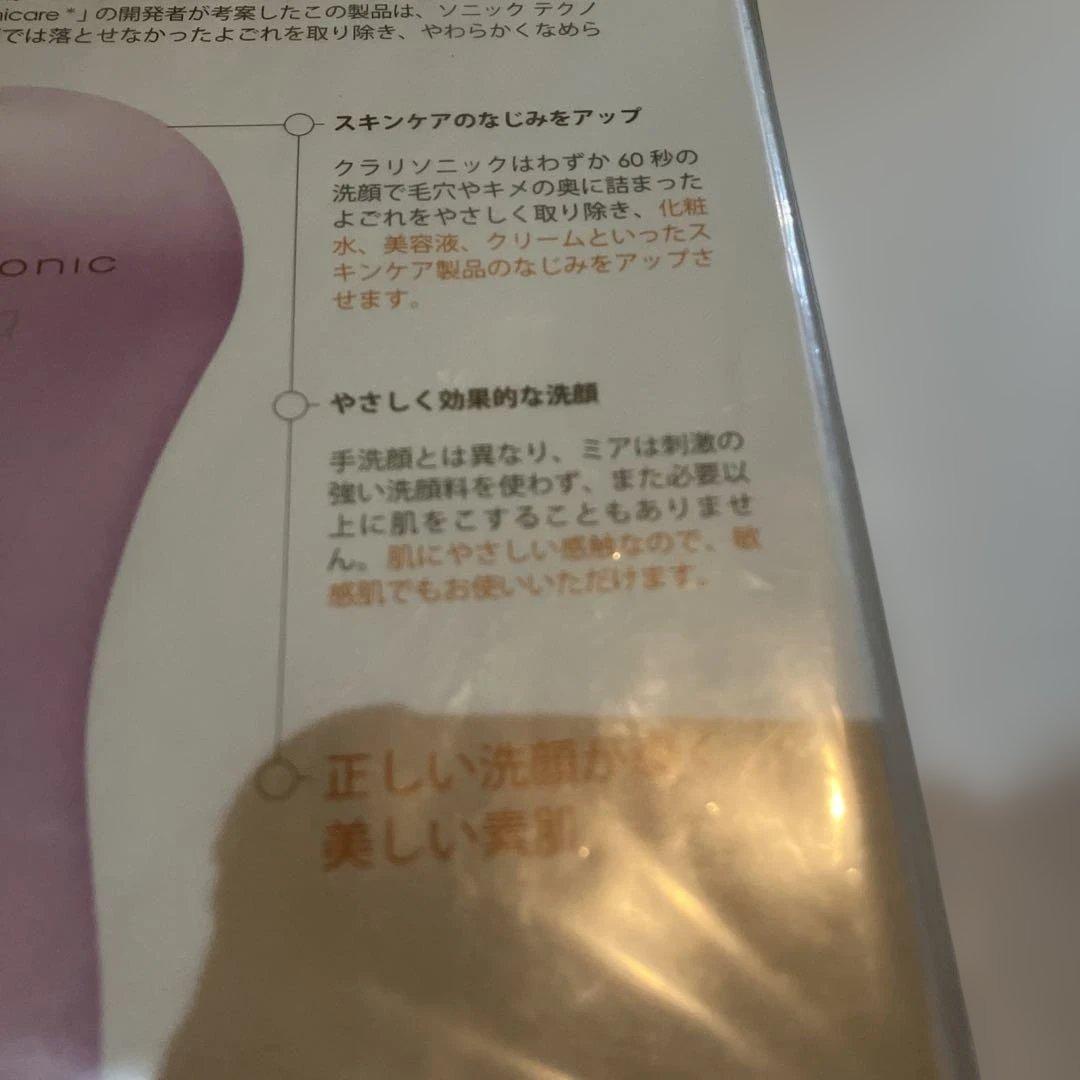 nicare *」の開発者が考案したこの製品は、ソニック テクノ
では落とせなかったよごれを取り除き、やわらかくなめら
スキンケアのなじみをアップ
クラリソニックはわずか 60 秒の
洗顔で毛穴やキメの奥に詰まった
よごれをやさしく取り除き、化粧
水、美容液、クリームといったス
キンケア製品のなじみをアップさ
せます。
onic
やさしく効果的な洗顔
手洗顔とは異なり、ミアは刺激の
強い洗顔料を使わず、また必要以
上に肌をこすることもありませ
ん。肌にやさしい感触なので、敏
感肌でもお使いいただけます。
正しい洗顔が
美しい素肌